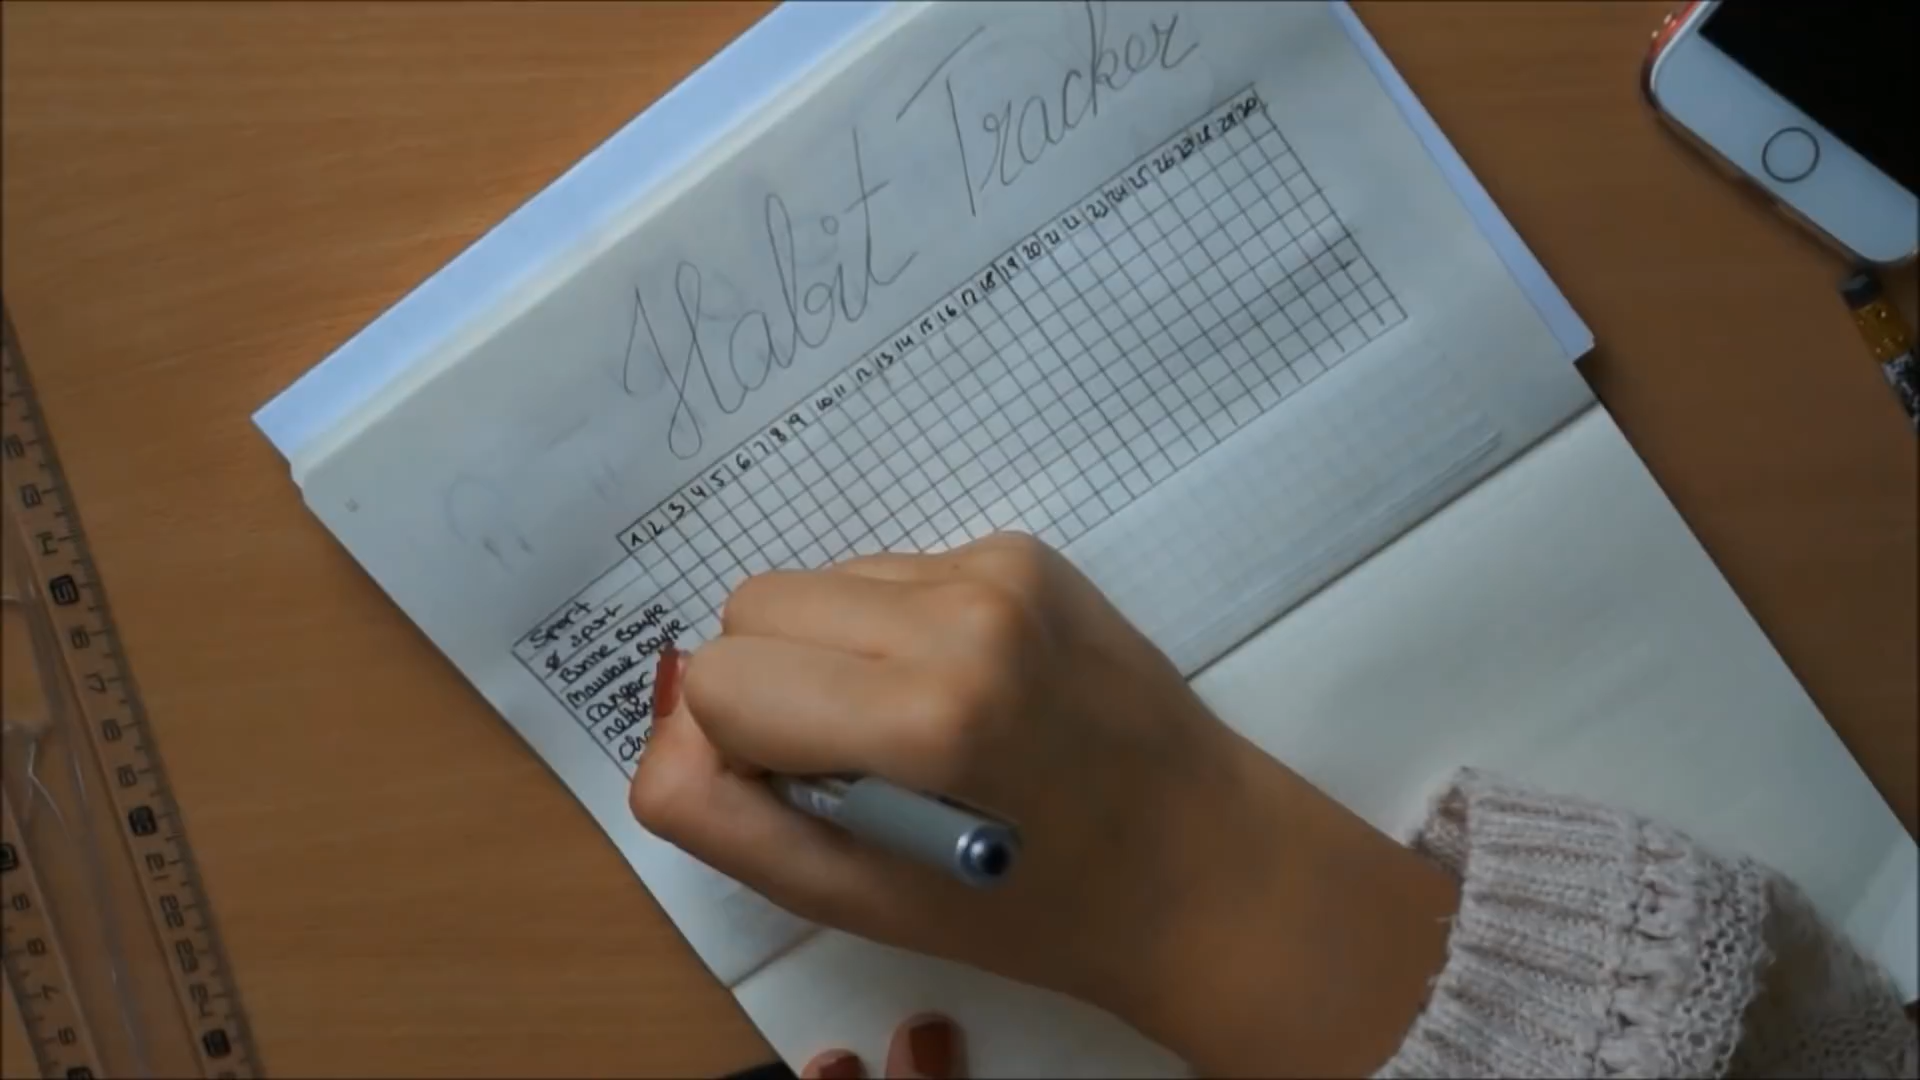 Habit Tracker
1 2 3 4 5 6 7 8 9 10 11 12 13 14 15 16 17 18 19 20 21 22 23 24 25 26 27 28 29 30
Sport
Ø sport
Bonne Bouffe
Mauvaise Bouffe
ranger